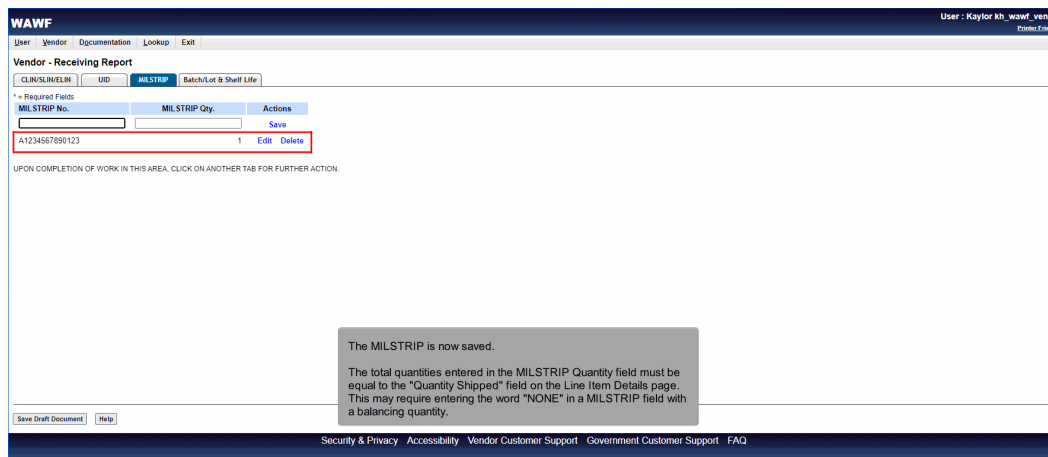 WAWF
User : Kaylor kh_wawf_ven
Printer Frie
User Vendor Documentation Lookup Exit
Vendor - Receiving Report
CLIN/SLIN/ELIN UID MILSTRIP Batch/Lot & Shelf Life
* = Required Fields
MILSTRIP No. MILSTRIP Qty. Actions
Save
A1234567890123 1 Edit Delete
UPON COMPLETION OF WORK IN THIS AREA, CLICK ON ANOTHER TAB FOR FURTHER ACTION.
The MILSTRIP is now saved.
The total quantities entered in the MILSTRIP Quantity field must be
equal to the "Quantity Shipped" field on the Line Item Details page.
This may require entering the word "NONE" in a MILSTRIP field with
a balancing quantity.
Save Draft Document Help
Security & Privacy Accessibility Vendor Customer Support Government Customer Support FAQ